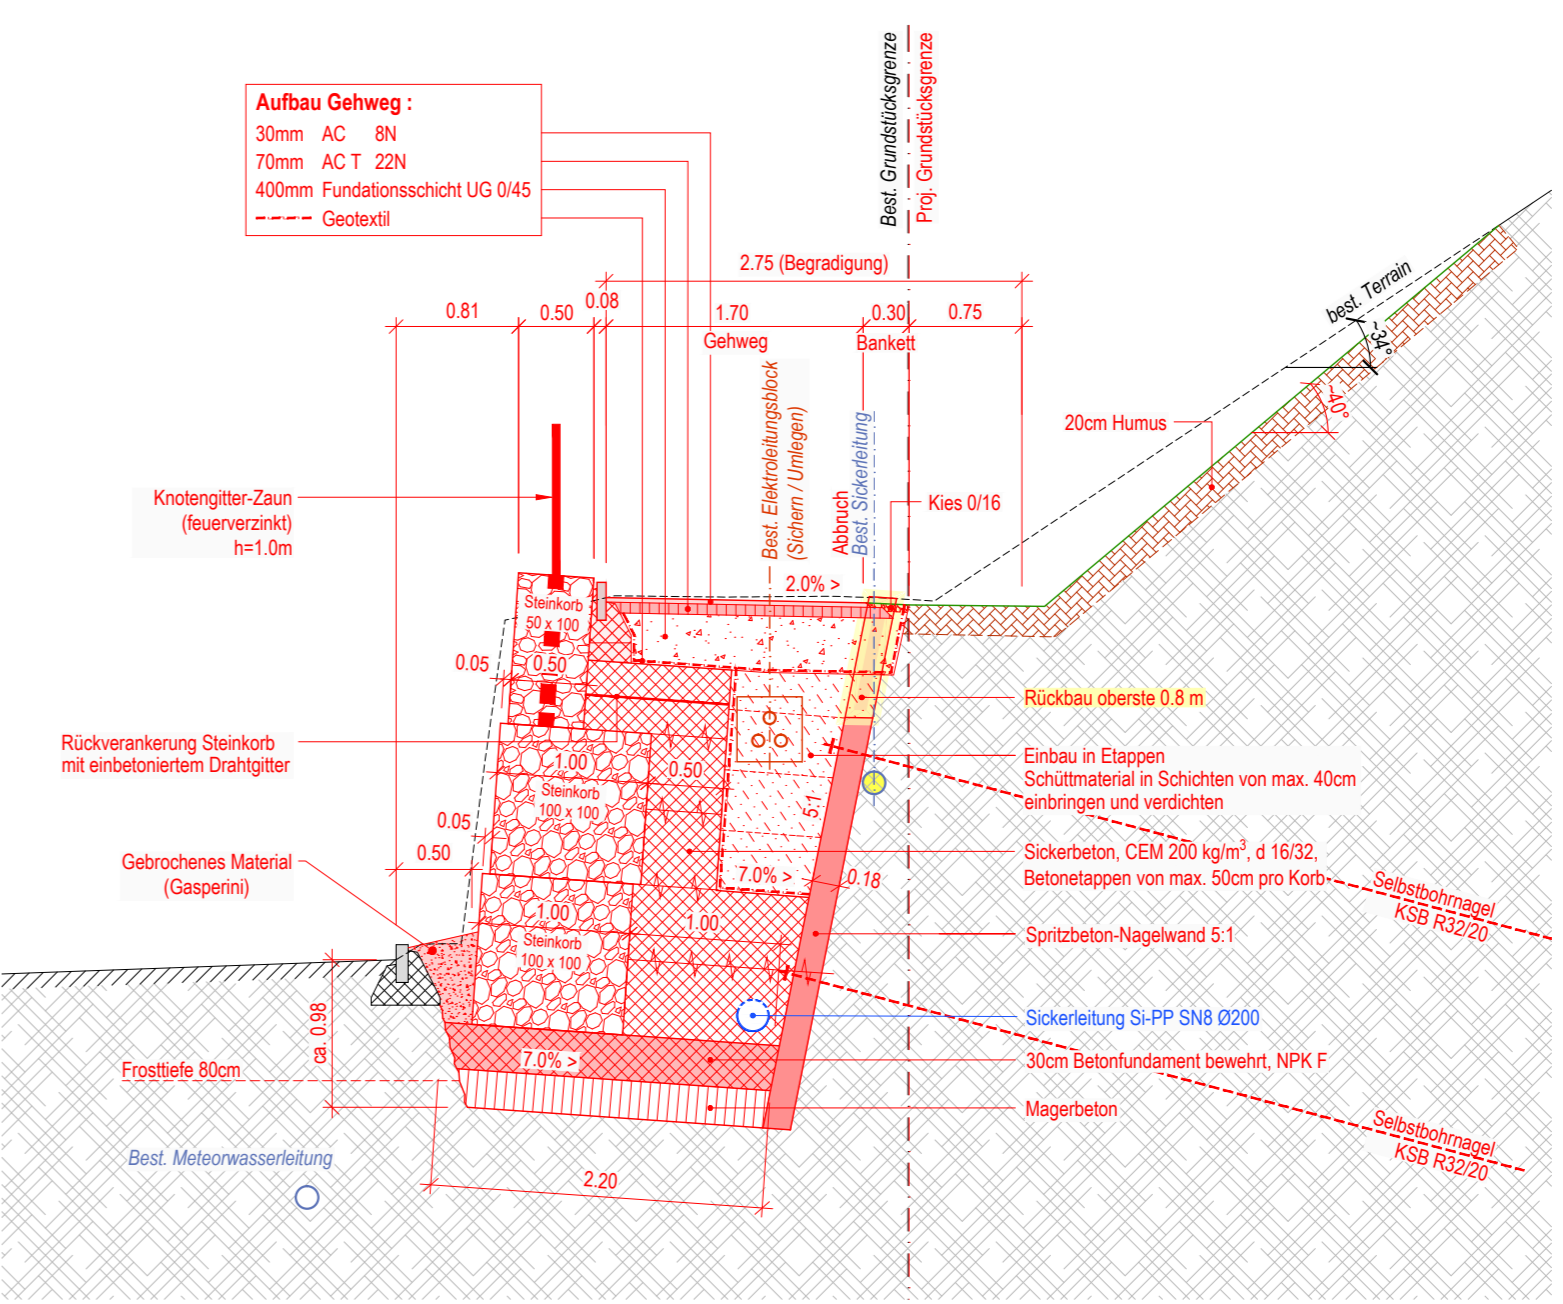 Aufbau Gehweg :
30mm AC 8N
70mm AC T 22N
400mm Fundationsschicht UG 0/45
Geotextil
Best. Grundstücksgrenze
Proj. Grundstücksgrenze
2.75 (Begradigung)
0.81
0.50
0.08
1.70
0.30
0.75
Gehweg
Bankett
best. Terrain
~34°
~40°
20cm Humus
Best. Elektroleitungsblock
(Sichern / Umlegen)
Abbruch
Best. Sickerleitung
Kies 0/16
Knotengitter-Zaun
(feuerverzinkt)
h=1.0m
2.0% >
Steinkorb
50 x 100
0.05
0.50
Rückbau oberste 0.8 m
Rückverankerung Steinkorb
mit einbetoniertem Drahtgitter
Einbau in Etappen
Schüttmaterial in Schichten von max. 40cm
einbringen und verdichten
1.00
0.50
Steinkorb
100 x 100
5:1
0.05
0.50
Sickerbeton, CEM 200 kg/m³, d 16/32,
Betonetappen von max. 50cm pro Korb
Gebrochenes Material
(Gasperini)
7.0% >
0.18
Selbstbohrnagel
KSB R32/20
1.00
1.00
Steinkorb
100 x 100
Spritzbeton-Nagelwand 5:1
ca. 0.98
Sickerleitung Si-PP SN8 Ø200
7.0% >
30cm Betonfundament bewehrt, NPK F
Frosttiefe 80cm
Magerbeton
Selbstbohrnagel
KSB R32/20
Best. Meteorwasserleitung
2.20